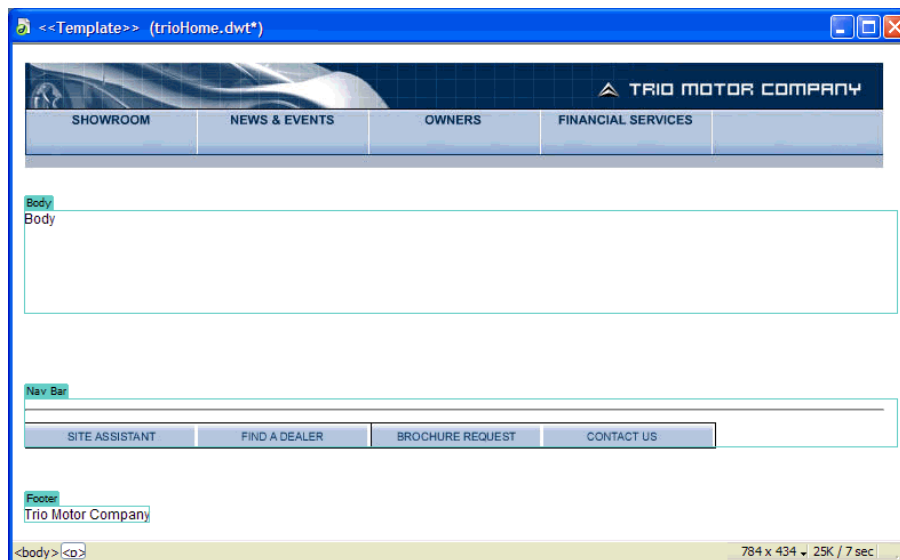 <<Template>> (trioHome.dwt*)
TRIO MOTOR COMPANY
SHOWROOM NEWS & EVENTS OWNERS FINANCIAL SERVICES
Body
Body
Nav Bar
SITE ASSISTANT FIND A DEALER BROCHURE REQUEST CONTACT US
Footer
Trio Motor Company
<body> <p> 784 x 434 25K / 7 sec